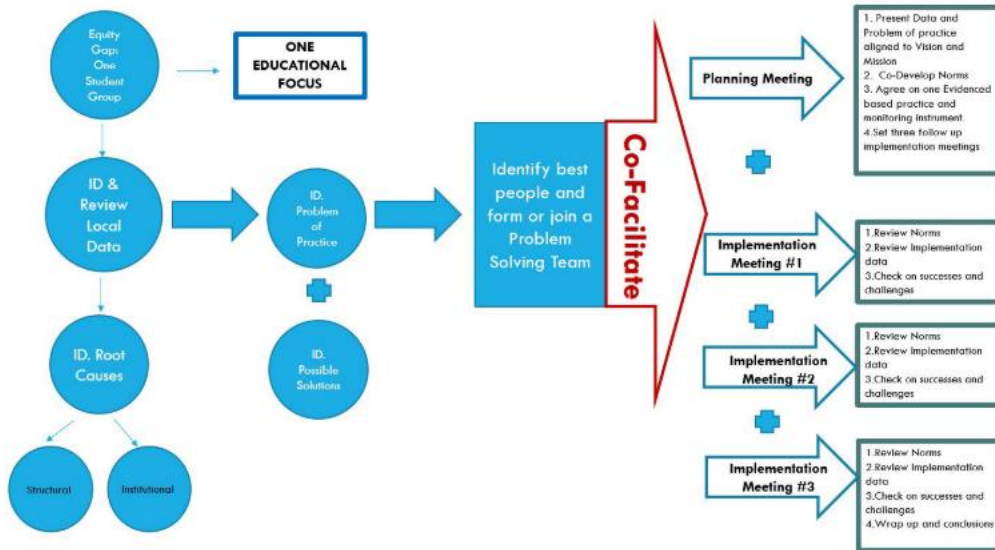 Equity
Gap:
One
Student
Group
ONE
EDUCATIONAL
FOCUS
ID &
Review
Local
Data
ID. Root
Causes
Structural
Institutional
ID.
Problem
of
Practice
ID.
Possible
Solutions
Identify best
people and
form or join a
Problem
Solving Team
Co-Facilitate
Planning Meeting
1. Present Data and
Problem of practice
aligned to Vision and
Mission
2. Co-Develop Norms
3. Agree on one Evidenced
based practice and
monitoring instrument.
4.Set three follow up
implementation meetings
Implementation
Meeting #1
1.Review Norms
2.Review Implementation
data
3.Check on successes and
challenges
Implementation
Meeting #2
1.Review Norms
2.Review Implementation
data
3.Check on successes and
challenges
Implementation
Meeting #3
1.Review Norms
2.Review Implementation
data
3.Check on successes and
challenges
4.Wrap up and conclusions